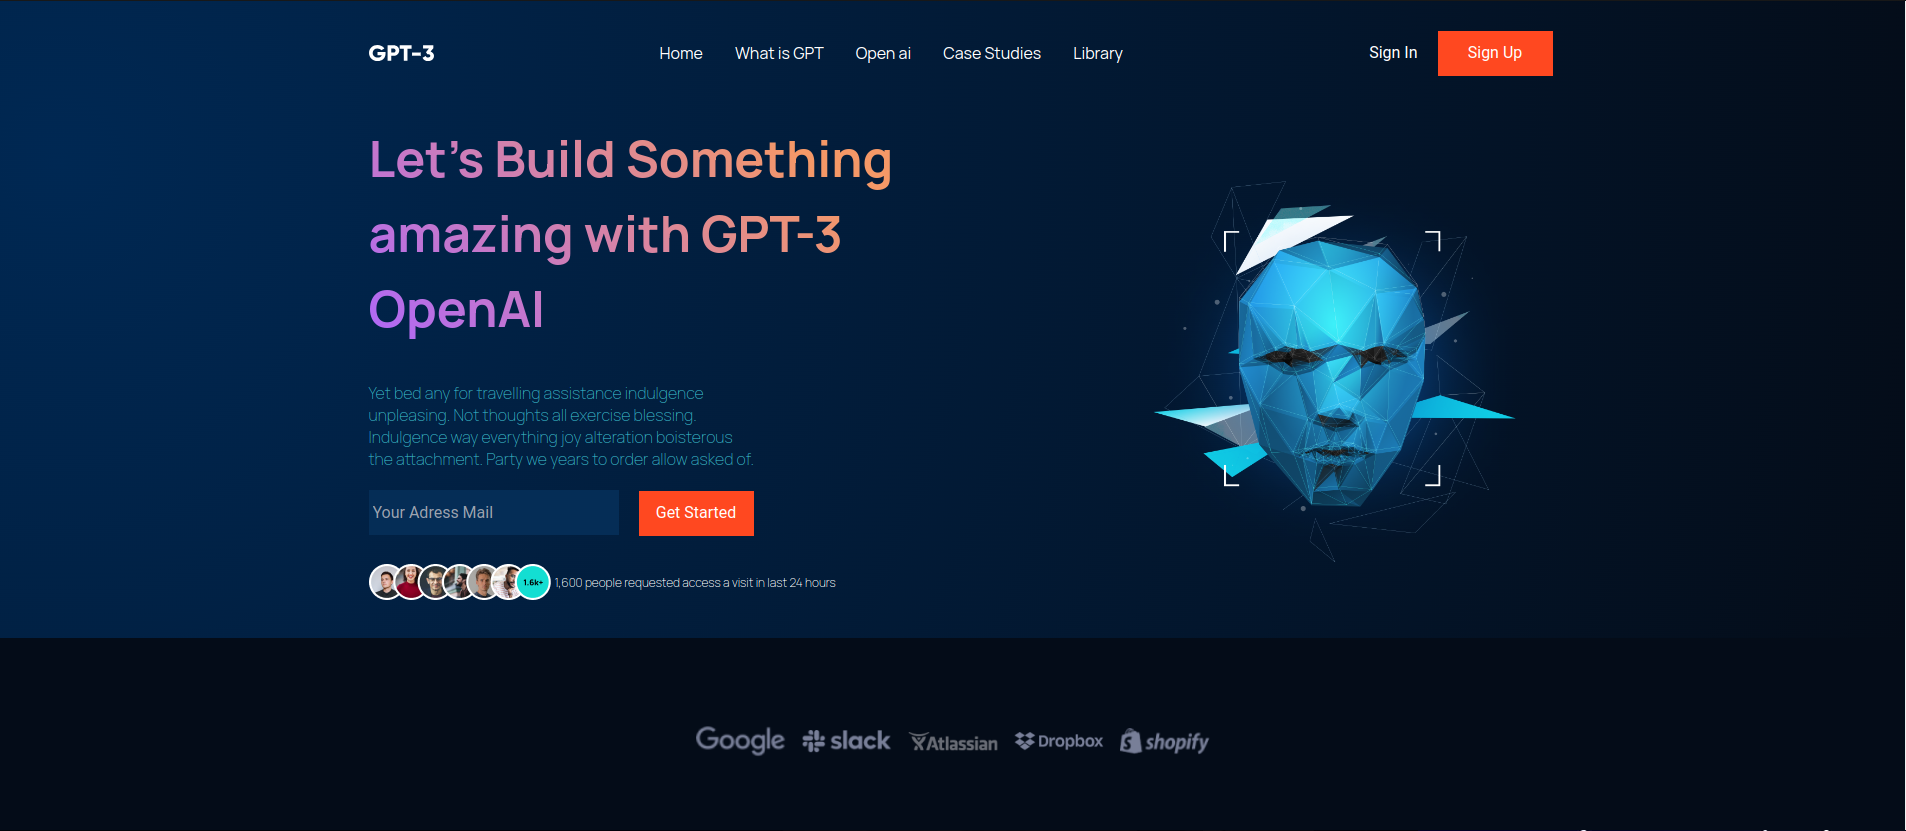 GPT-3
Home What is GPT Open ai Case Studies Library
Sign In Sign Up
Let's Build Something
amazing with GPT-3
OpenAI
Yet bed any for travelling assistance indulgence
unpleasing. Not thoughts all exercise blessing.
Indulgence way everything joy alteration boisterous
the attachment. Party we years to order allow asked of.
Your Adress Mail Get Started
1.6k+ 1,600 people requested access a visit in last 24 hours
Google slack Atlassian Dropbox shopify